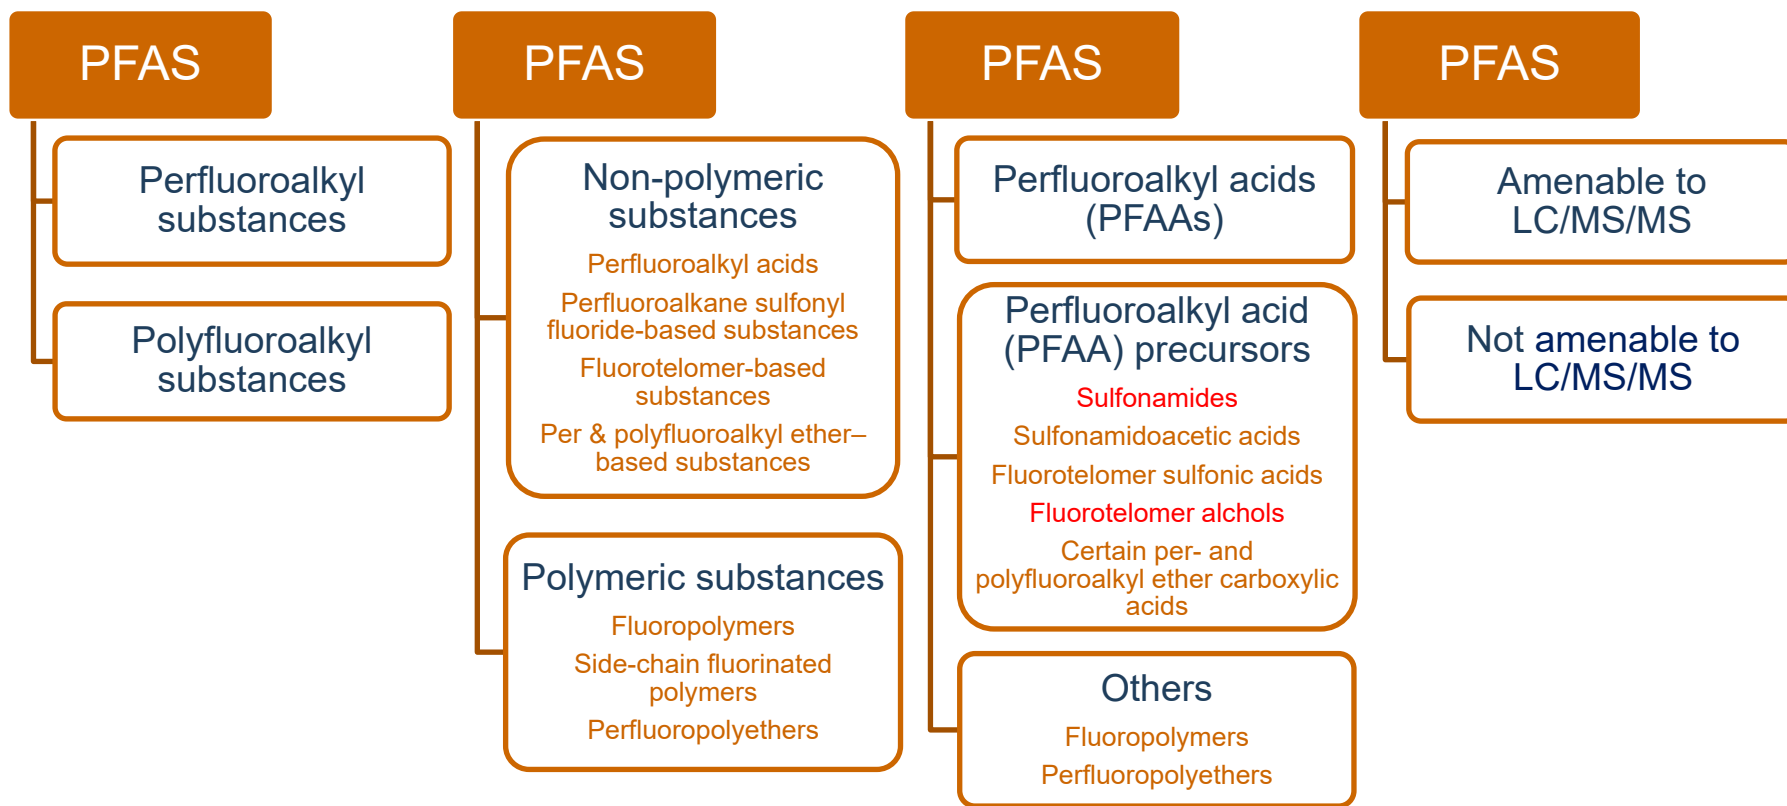 PFAS
Perfluoroalkyl
substances
Polyfluoroalkyl
substances
PFAS
Non-polymeric
substances
Perfluoroalkyl acids
Perfluoroalkane sulfonyl
fluoride-based substances
Fluorotelomer-based
substances
Per & polyfluoroalkyl ether–
based substances
Polymeric substances
Fluoropolymers
Side-chain fluorinated
polymers
Perfluoropolyethers
PFAS
Perfluoroalkyl acids
(PFAAs)
Perfluoroalkyl acid
(PFAA) precursors
Sulfonamides
Sulfonamidoacetic acids
Fluorotelomer sulfonic acids
Fluorotelomer alchols
Certain per- and
polyfluoroalkyl ether carboxylic
acids
Others
Fluoropolymers
Perfluoropolyethers
PFAS
Amenable to
LC/MS/MS
Not amenable to
LC/MS/MS